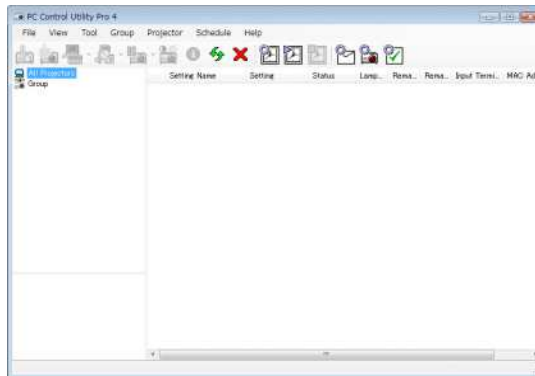 PC Control Utility Pro 4
File View Tool Group Projector Schedule Help
All Projectors
Group
Setting Name Setting Status Lamp... Rema... Rema... Input Termi... MAC Ad